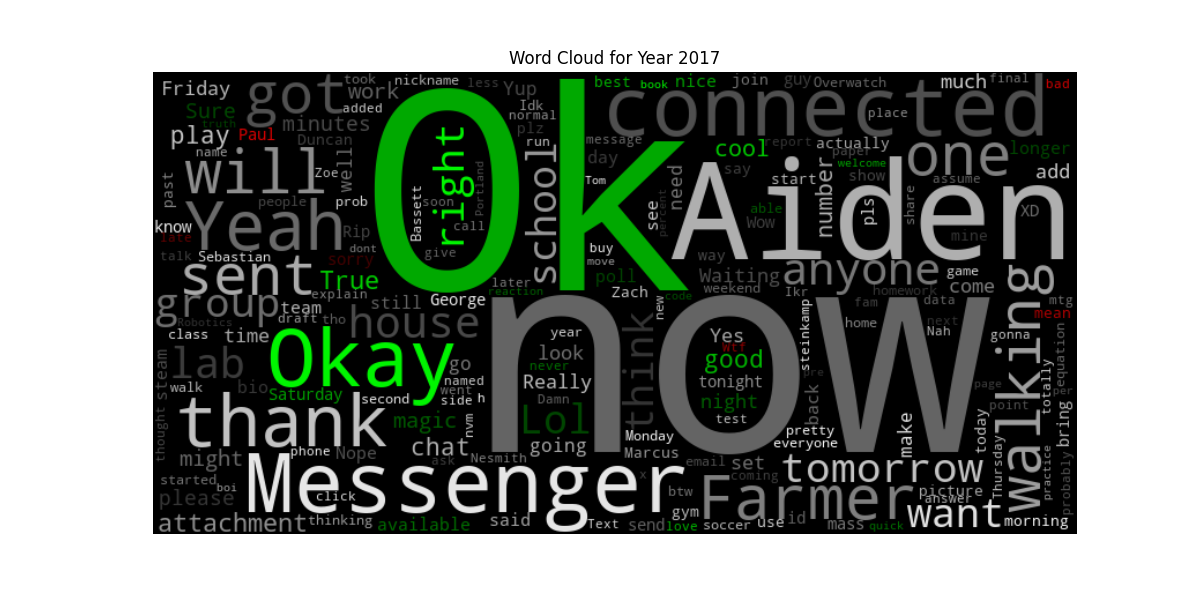 Word Cloud for Year 2017
Friday
got
took
nickname
less
Yup
best
book
nice
join
guy
Overwatch
much
final
bad
work
added
Idk
normal
plz
connected
place
Sure
truth
minutes
Ok
right
play
Paul
Duncan
run
message
cool
report
actually
paper
one
longer
name
will
Zoe
well
school
day
say
welcome
show
assume
add
past
people
prob
Basset
soon
Portland
Tom
need
Aiden
start
number
pls
share
know
Yeah
Rip
call
see
percent
able
Wow
XD
mine
late
talk
Sebastian
sorry
dont
give
buy
move
way
sent
True
later
reaction
poll
Waiting
weekend
anyone
game
come
walking
group
explain
team
still
George
Zach
new
code
Ikr
homework
fam
data
mtg
mean
Robotics
draft
tho
house
now
class
time
year
Yes
Wtf
steinkamp
home
Nah
next
gonna
lab
Okay
go
look
never
think
good
equation
steam
walk
bio
Saturday
second
named
went
side
h
Really
Damn
tonight
night
pre
page
per
totally
thought
thank
magic
nvm
Lol
test
back
point
bring
might
phone
Nope
chat
ask
going
Monday
Marcus
pretty
everyone
make
today
Nesmith
email
set
coming
tomorrow
Thursday
practice
probably
started
boi
please
Messenger
click
x
btw
Farmer
picture
answer
want
attachment
thinking
available
said
Text
send
love
gym
soccer
use
id
mass
quick
morning